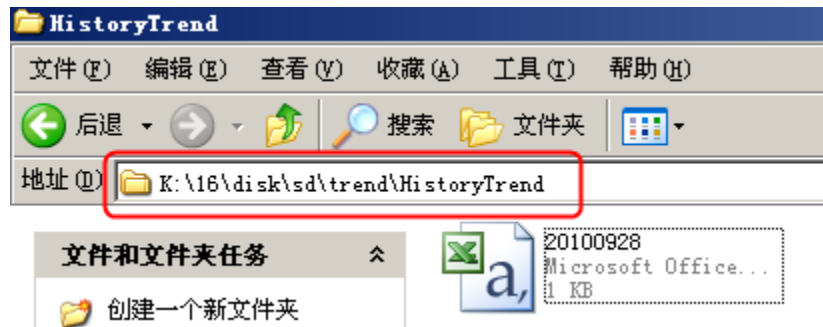 HistoryTrend
文件(F) 编辑(E) 查看(V) 收藏(A) 工具(T) 帮助(H)
后退 搜索 文件夹
地址(D) K:\16\disk\sd\trend\HistoryTrend
文件和文件夹任务
创建一个新文件夹
20100928
Microsoft Office...
1 KB